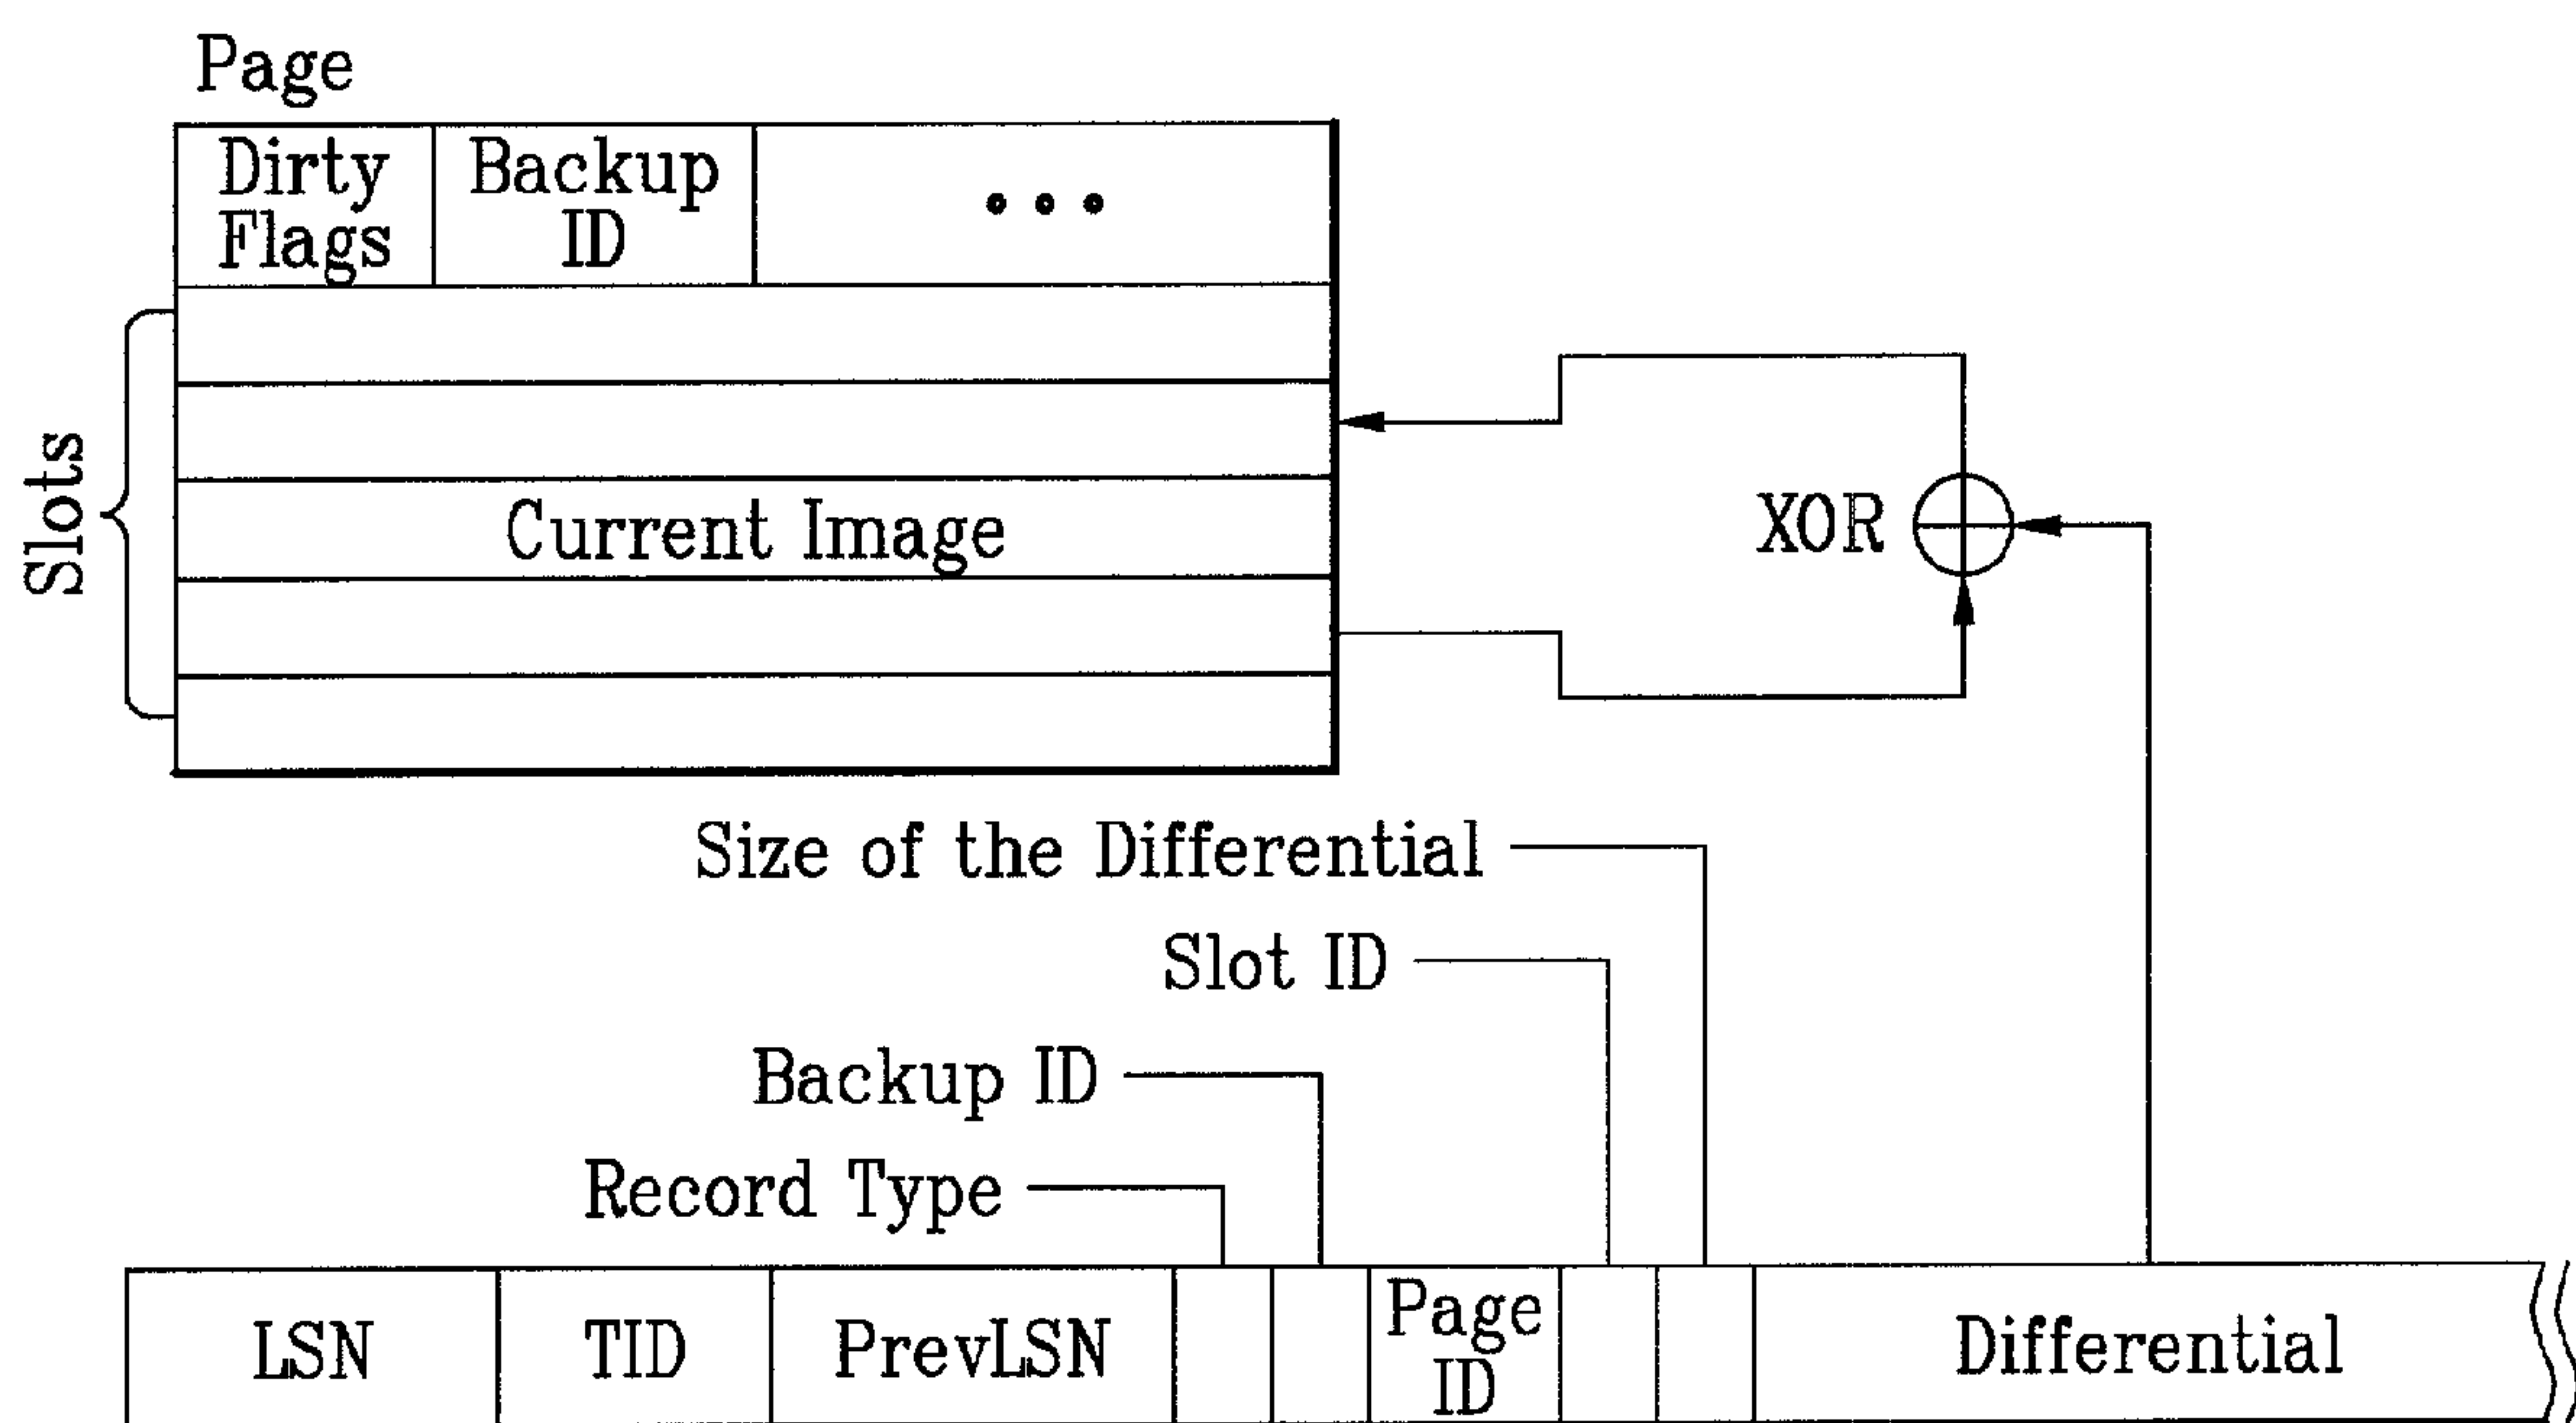 Page
Dirty
Flags
Backup
ID
Slots
XOR
Current Image
Size of the Differential
Slot ID
Backup ID
Record Type
LSN
TID
PrevLSN
Page
ID
Differential